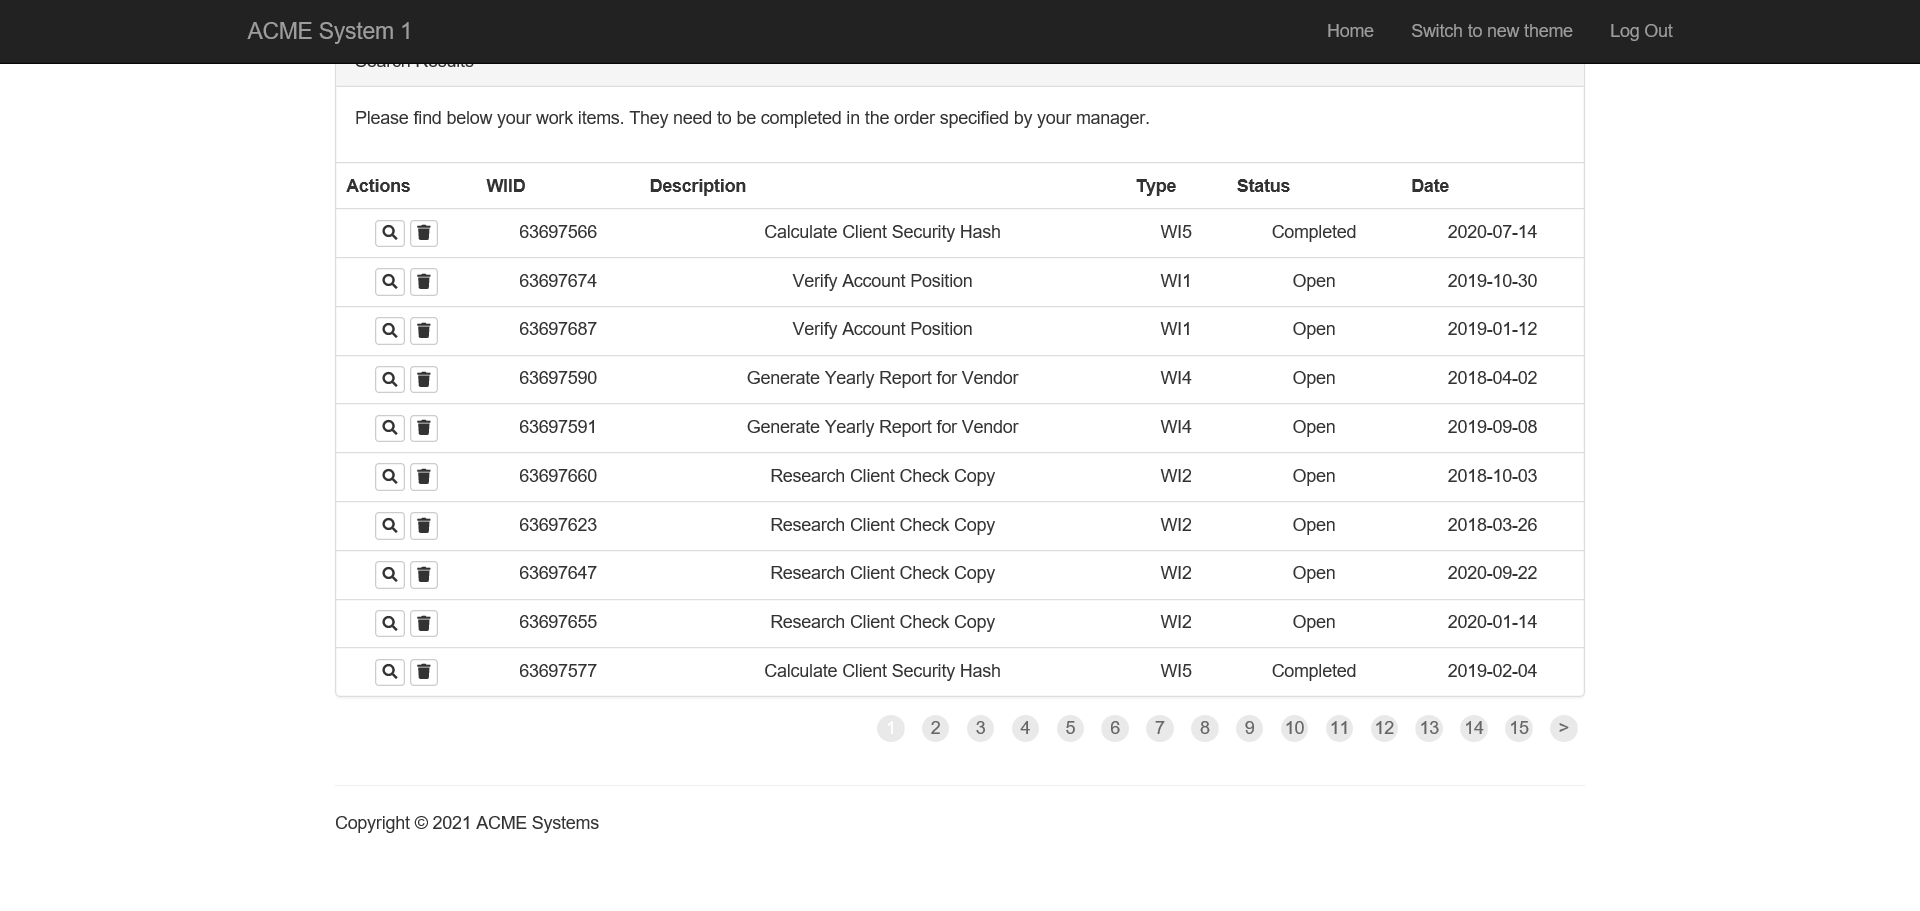 ACME System 1 Home Switch to new theme Log Out
Search Results
Please find below your work items. They need to be completed in the order specified by your manager.
Actions WIID Description Type Status Date
63697566 Calculate Client Security Hash WI5 Completed 2020-07-14
63697674 Verify Account Position WI1 Open 2019-10-30
63697687 Verify Account Position WI1 Open 2019-01-12
63697590 Generate Yearly Report for Vendor WI4 Open 2018-04-02
63697591 Generate Yearly Report for Vendor WI4 Open 2019-09-08
63697660 Research Client Check Copy WI2 Open 2018-10-03
63697623 Research Client Check Copy WI2 Open 2018-03-26
63697647 Research Client Check Copy WI2 Open 2020-09-22
63697655 Research Client Check Copy WI2 Open 2020-01-14
63697577 Calculate Client Security Hash WI5 Completed 2019-02-04
1 2 3 4 5 6 7 8 9 10 11 12 13 14 15 >
Copyright © 2021 ACME Systems